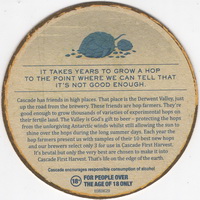 IT TAKES YEARS TO GROW A HOP
TO THE POINT WHERE WE CAN TELL THAT
IT'S NOT GOOD ENOUGH.
Cascade has friends in high places. That place is the Derwent Valley, just
up the road from the brewery. These friends are hop farmers. They're
good enough to grow thousands of varieties of experimental hops on
their tiny land. The Valley is God's gift to beer - protecting the hops
from the unforgiving Antarctic winds whilst still allowing the sun to
shine over the hops during the long summer days. Each year the
hop farmers present us with samples of their 10 best new hops
and our brewers select only 3 for use in Cascade First Harvest.
It's brutal but only the very best are chosen to make it into
Cascade First Harvest. That's life on the edge of the earth.
Cascade encourages responsible consumption of alcohol.
18+ FOR PEOPLE OVER
THE AGE OF 18 ONLY